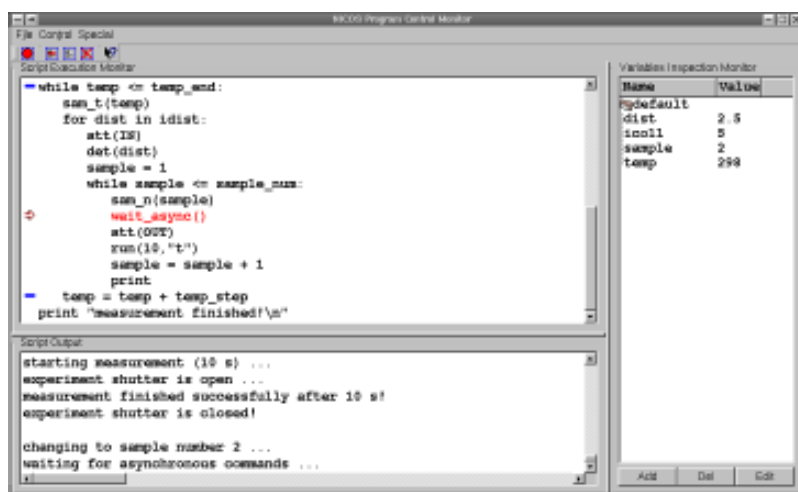 NICOS Program Control Monitor
File Control Special
Script Execution Monitor
while temp <= temp_end:
sam_t(temp)
for dist in idist:
att(IN)
det(dist)
sample = 1
while sample <= sample_num:
sam_n(sample)
wait_async()
att(OUT)
run(10,"t")
sample = sample + 1
print
temp = temp + temp_step
print "measurement finished!\n"
Script Output
starting measurement (10 s) ...
experiment shutter is open ...
measurement finished successfully after 10 s!
experiment shutter is closed!
changing to sample number 2 ...
waiting for asynchronous commands ...
Variables Inspection Monitor
Name Value
default
dist 2.5
icoll 5
sample 2
temp 298
Add Del Edit